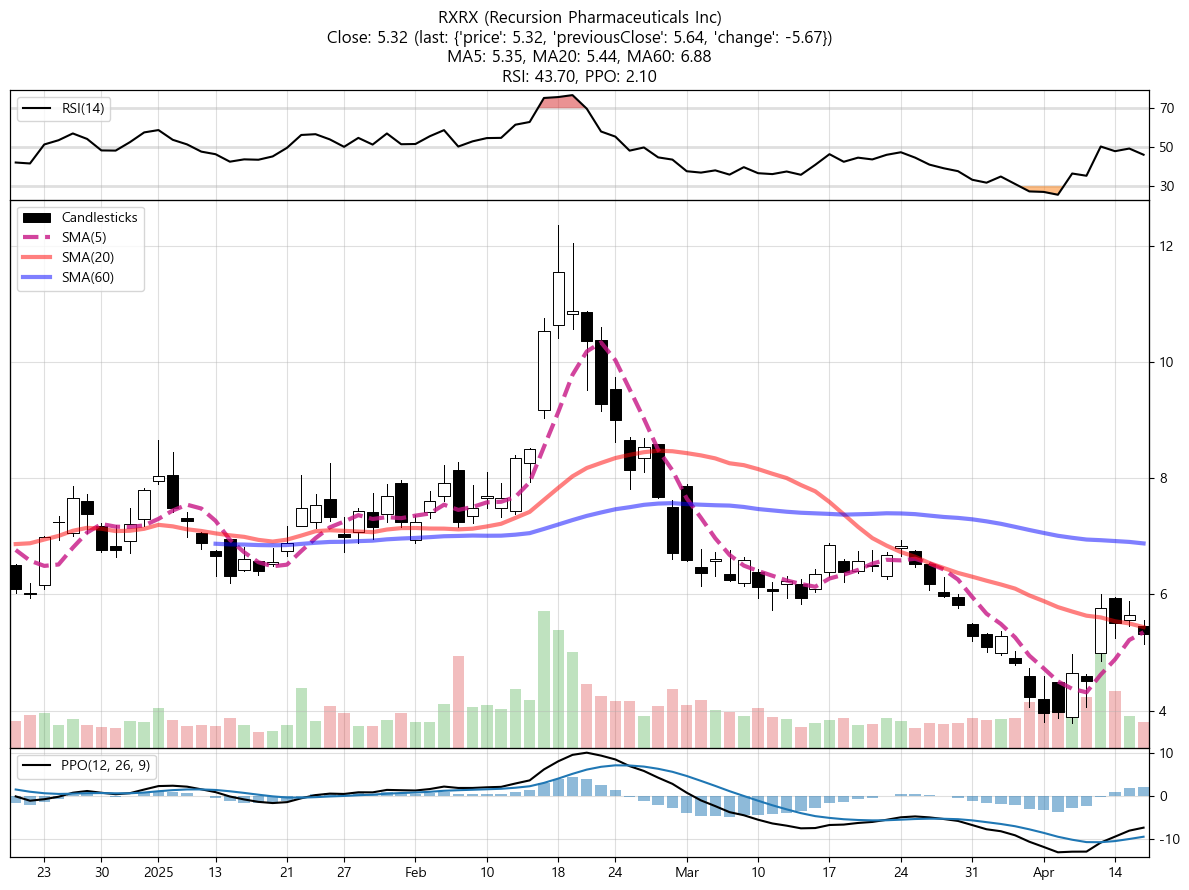 RXRX (Recursion Pharmaceuticals Inc)
Close: 5.32 (last: {'price': 5.32, 'previousClose': 5.64, 'change': -5.67})
MA5: 5.35, MA20: 5.44, MA60: 6.88
RSI: 43.70, PPO: 2.10
RSI(14)
70
50
30
Candlesticks
SMA(5)
SMA(20)
SMA(60)
12
10
8
6
4
PPO(12, 26, 9)
10
0
-10
23 30 2025 13 21 27 Feb 10 18 24 Mar 10 17 24 31 Apr 14